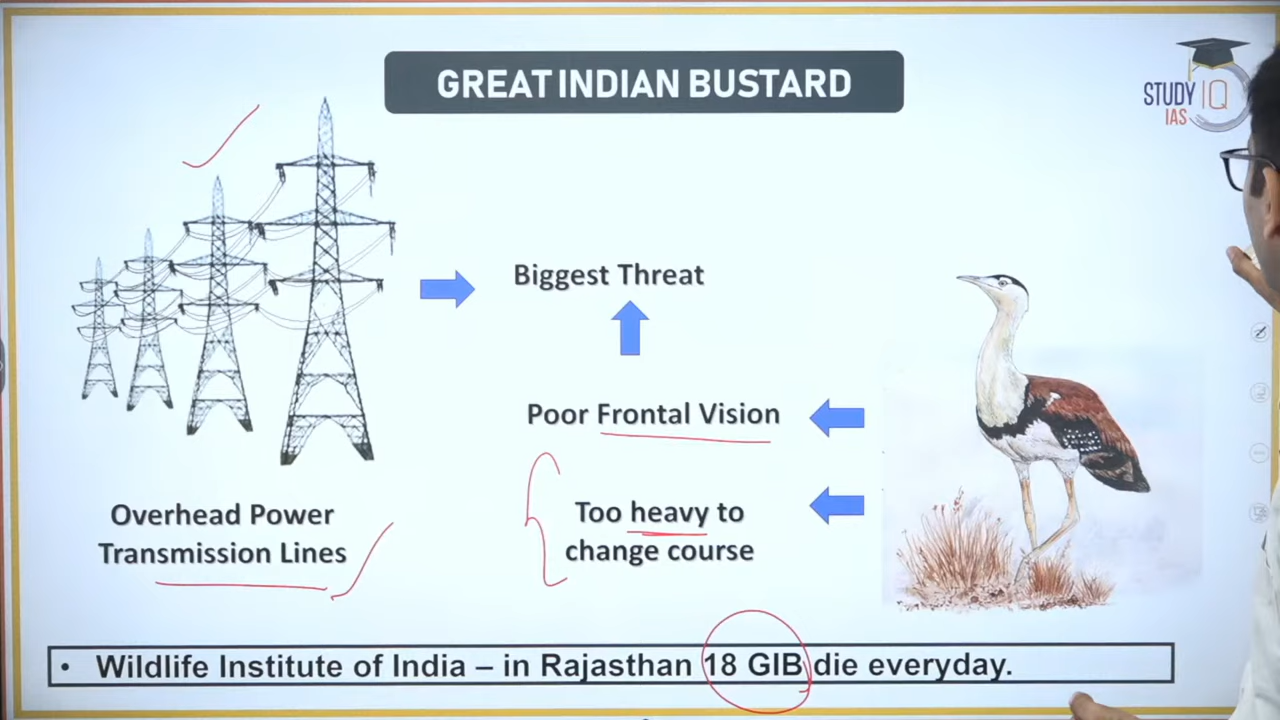 GREAT INDIAN BUSTARD
STUDY IQ
IAS
Biggest Threat
Poor Frontal Vision
Overhead Power
Transmission Lines
Too heavy to
change course
• Wildlife Institute of India – in Rajasthan 18 GIB die everyday.